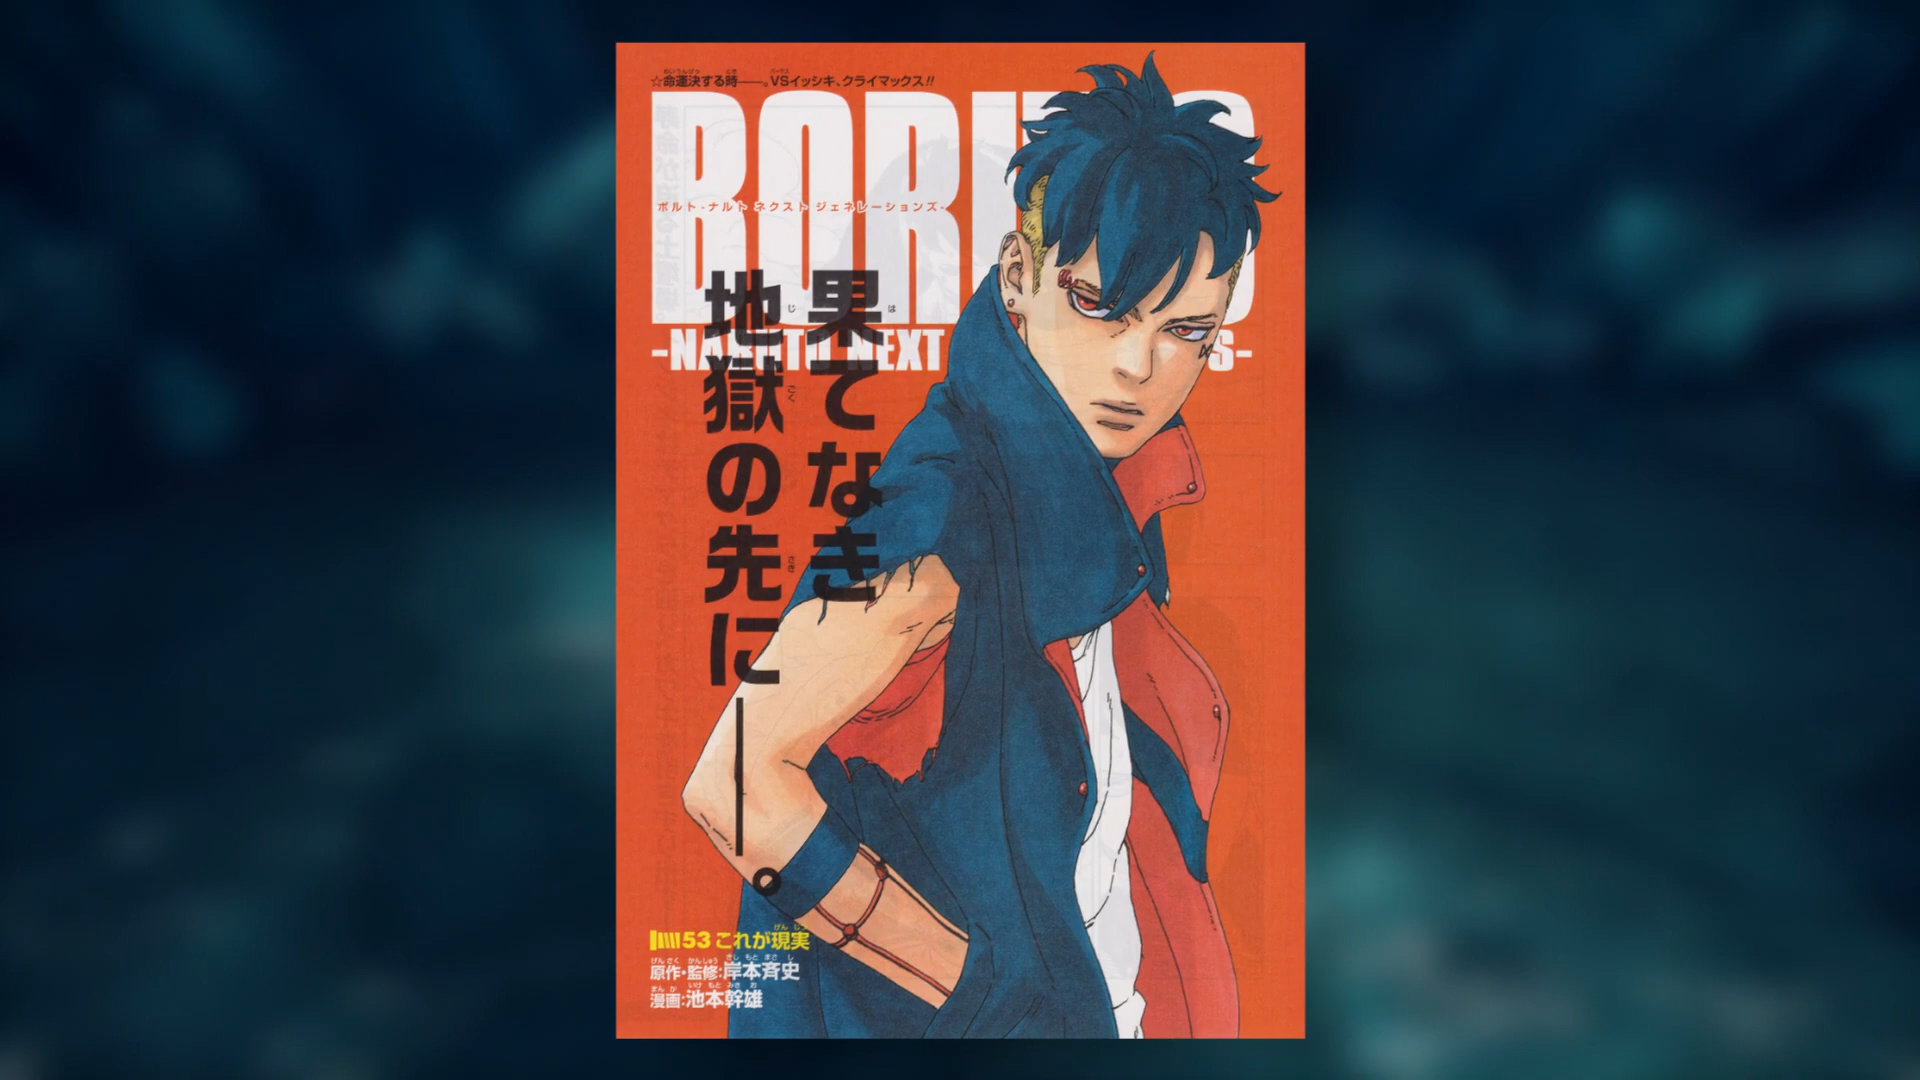 ☆命運決する時——。VSイッシキ、クライマックス!!
BORUTO
ボルト-ナルト ネクスト ジェネレーションズ-
-NARUTO NEXT
S-
果てなき
地獄の先に——。
53 これが現実
原作・監修:岸本斉史
漫画:池本幹雄